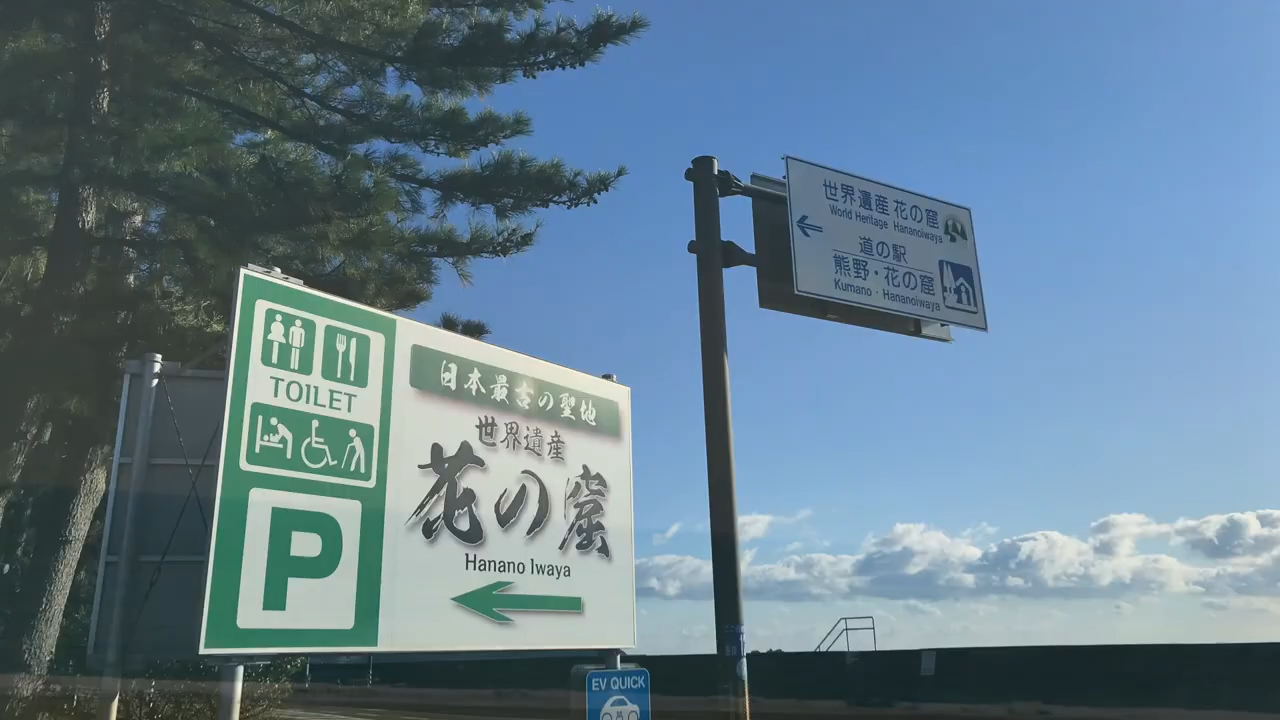 TOILET
P
日本最古の聖地
世界遺産
花の窟
Hanano Iwaya
EV QUICK
世界遺産 花の窟
World Heritage Hananoiwaya
道の駅
熊野・花の窟
Kumano・Hananoiwaya